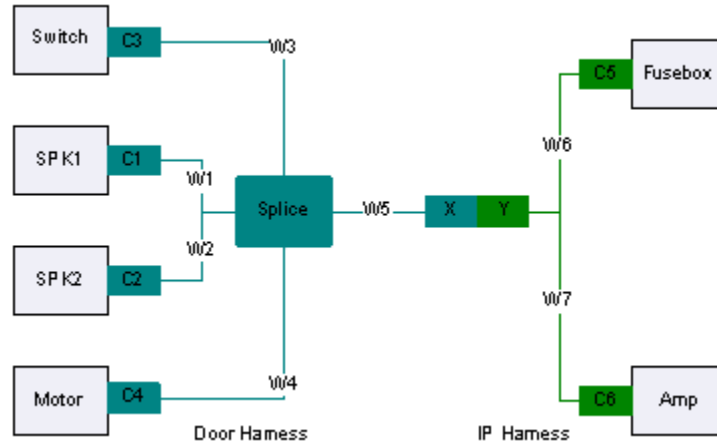 Switch C3 W3
C5 Fusebox
SPK1 C1 W1
W6
Splice W5 X Y
W2
SPK2 C2
W7
Motor C4 W4
C6 Amp
Door Harness IP Harness